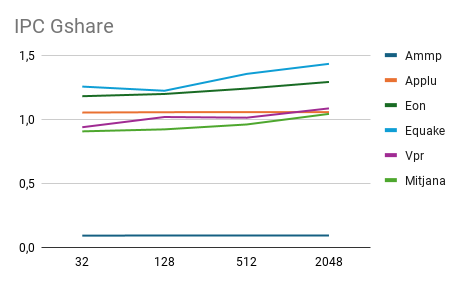 IPC Gshare
1,5
1,0
0,5
0,0
32 128 512 2048
Ammp
Applu
Eon
Equake
Vpr
Mitjana